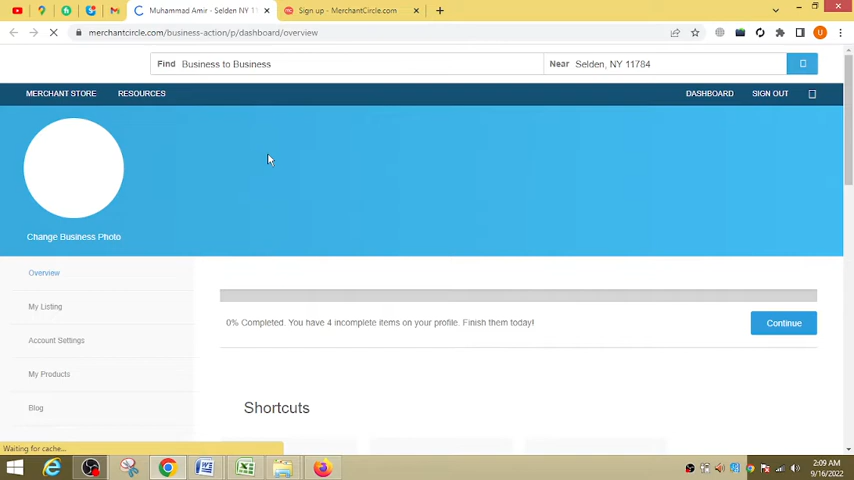 Muhammad Amir - Selden NY 11
Sign up - MerchantCircle.com
merchantcircle.com/business-action/p/dashboard/overview
Find Business to Business Near Selden, NY 11784
MERCHANT STORE RESOURCES DASHBOARD SIGN OUT
Change Business Photo
Overview
My Listing
0% Completed. You have 4 incomplete items on your profile. Finish them today! Continue
Account Settings
My Products
Blog
Shortcuts
Waiting for cache...
2:09 AM
9/16/2022